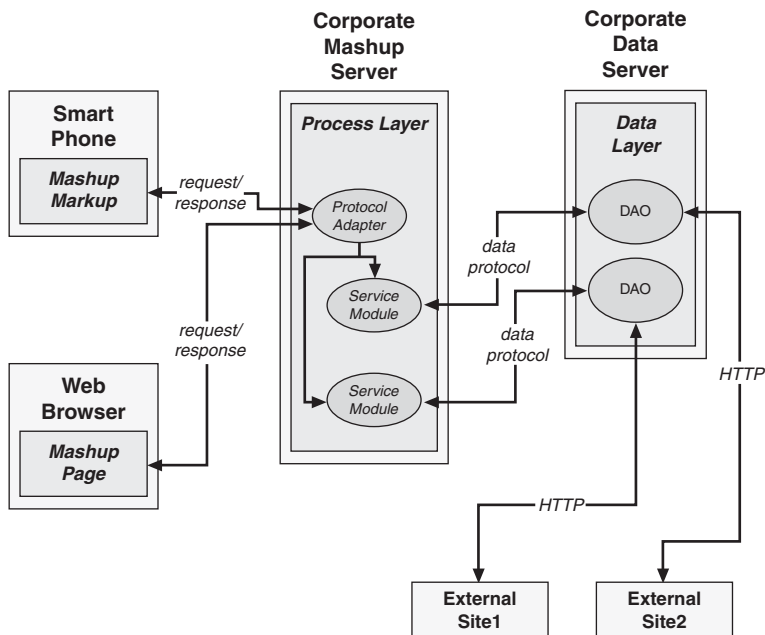 Corporate
Mashup
Server
Corporate
Data
Server
Smart
Phone
Mashup
Markup
request/
response
Process Layer
Protocol
Adapter
Service
Module
Service
Module
data
protocol
data
protocol
Data
Layer
DAO
DAO
request/
response
Web
Browser
Mashup
Page
HTTP
HTTP
External
Site1
External
Site2